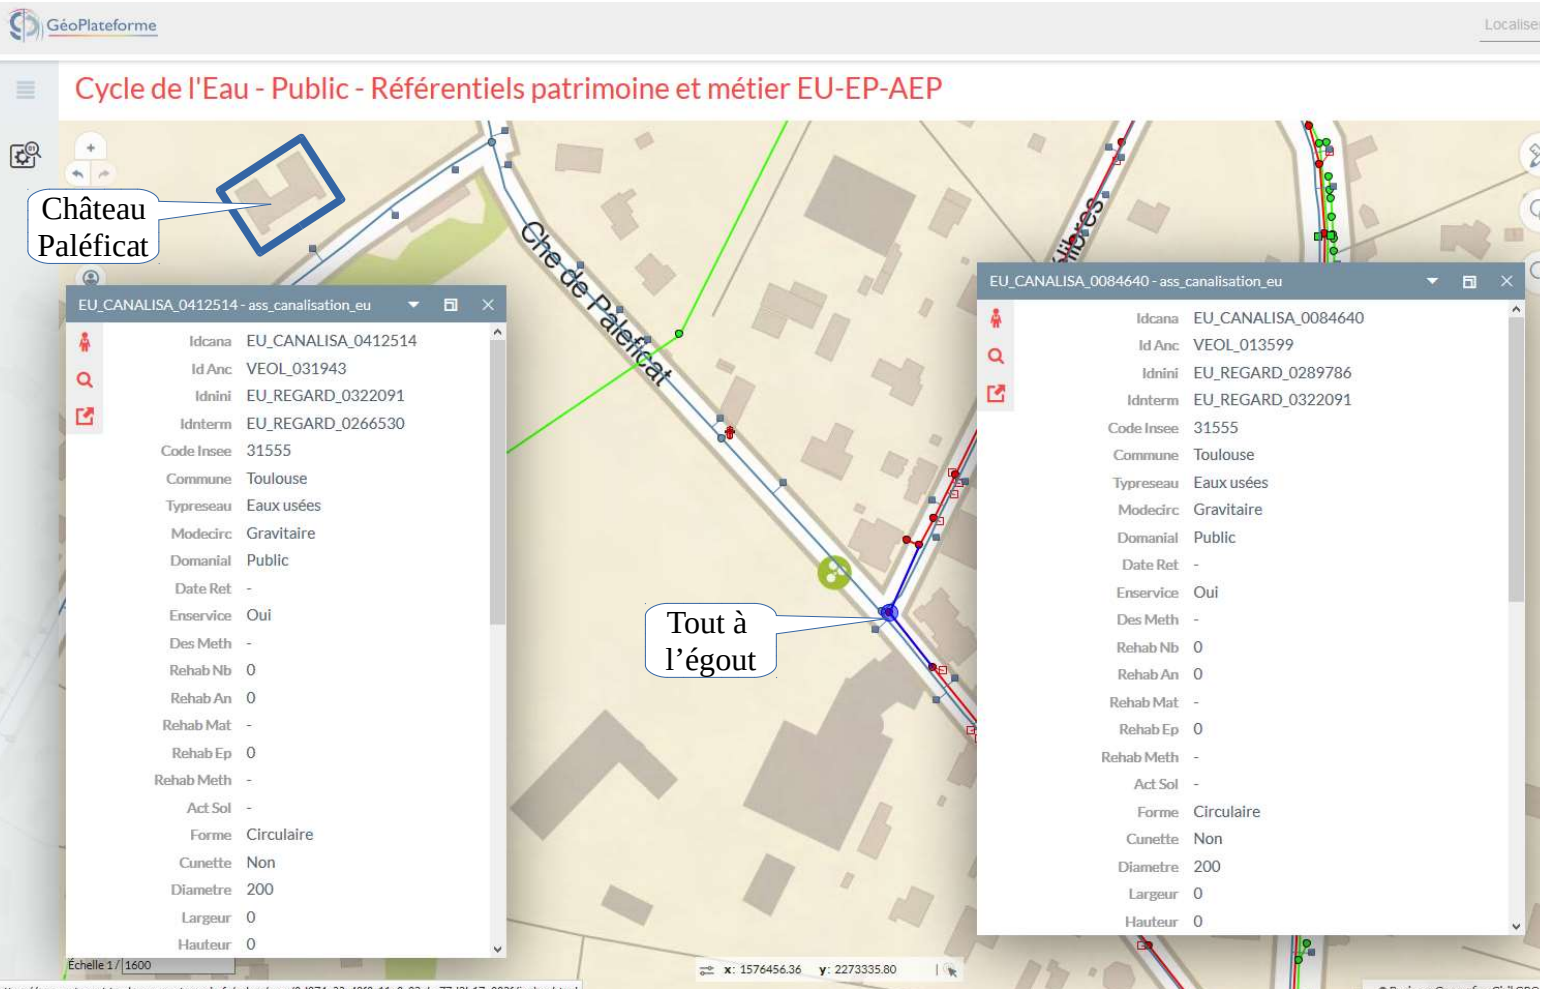 GéoPlateforme
Localise
Cycle de l'Eau - Public - Référentiels patrimoine et métier EU-EP-AEP
Château
Paléficat
Che de Paleficat
Tout à
l'égout
EU_CANALISA_0412514 - ass_canalisation_eu
Idcana EU_CANALISA_0412514
Id Anc VEOL_031943
Idnini EU_REGARD_0322091
Idnterm EU_REGARD_0266530
Code Insee 31555
Commune Toulouse
Typreseau Eaux usées
Modecirc Gravitaire
Domanial Public
Date Ret -
Enservice Oui
Des Meth -
Rehab Nb 0
Rehab An 0
Rehab Mat -
Rehab Ep 0
Rehab Meth -
Act Sol -
Forme Circulaire
Cunette Non
Diametre 200
Largeur 0
Hauteur 0
EU_CANALISA_0084640 - ass_canalisation_eu
Idcana EU_CANALISA_0084640
Id Anc VEOL_013599
Idnini EU_REGARD_0289786
Idnterm EU_REGARD_0322091
Code Insee 31555
Commune Toulouse
Typreseau Eaux usées
Modecirc Gravitaire
Domanial Public
Date Ret -
Enservice Oui
Des Meth -
Rehab Nb 0
Rehab An 0
Rehab Mat -
Rehab Ep 0
Rehab Meth -
Act Sol -
Forme Circulaire
Cunette Non
Diametre 200
Largeur 0
Hauteur 0
Échelle 1 / 1600
x: 1576456.36 y: 2273335.80